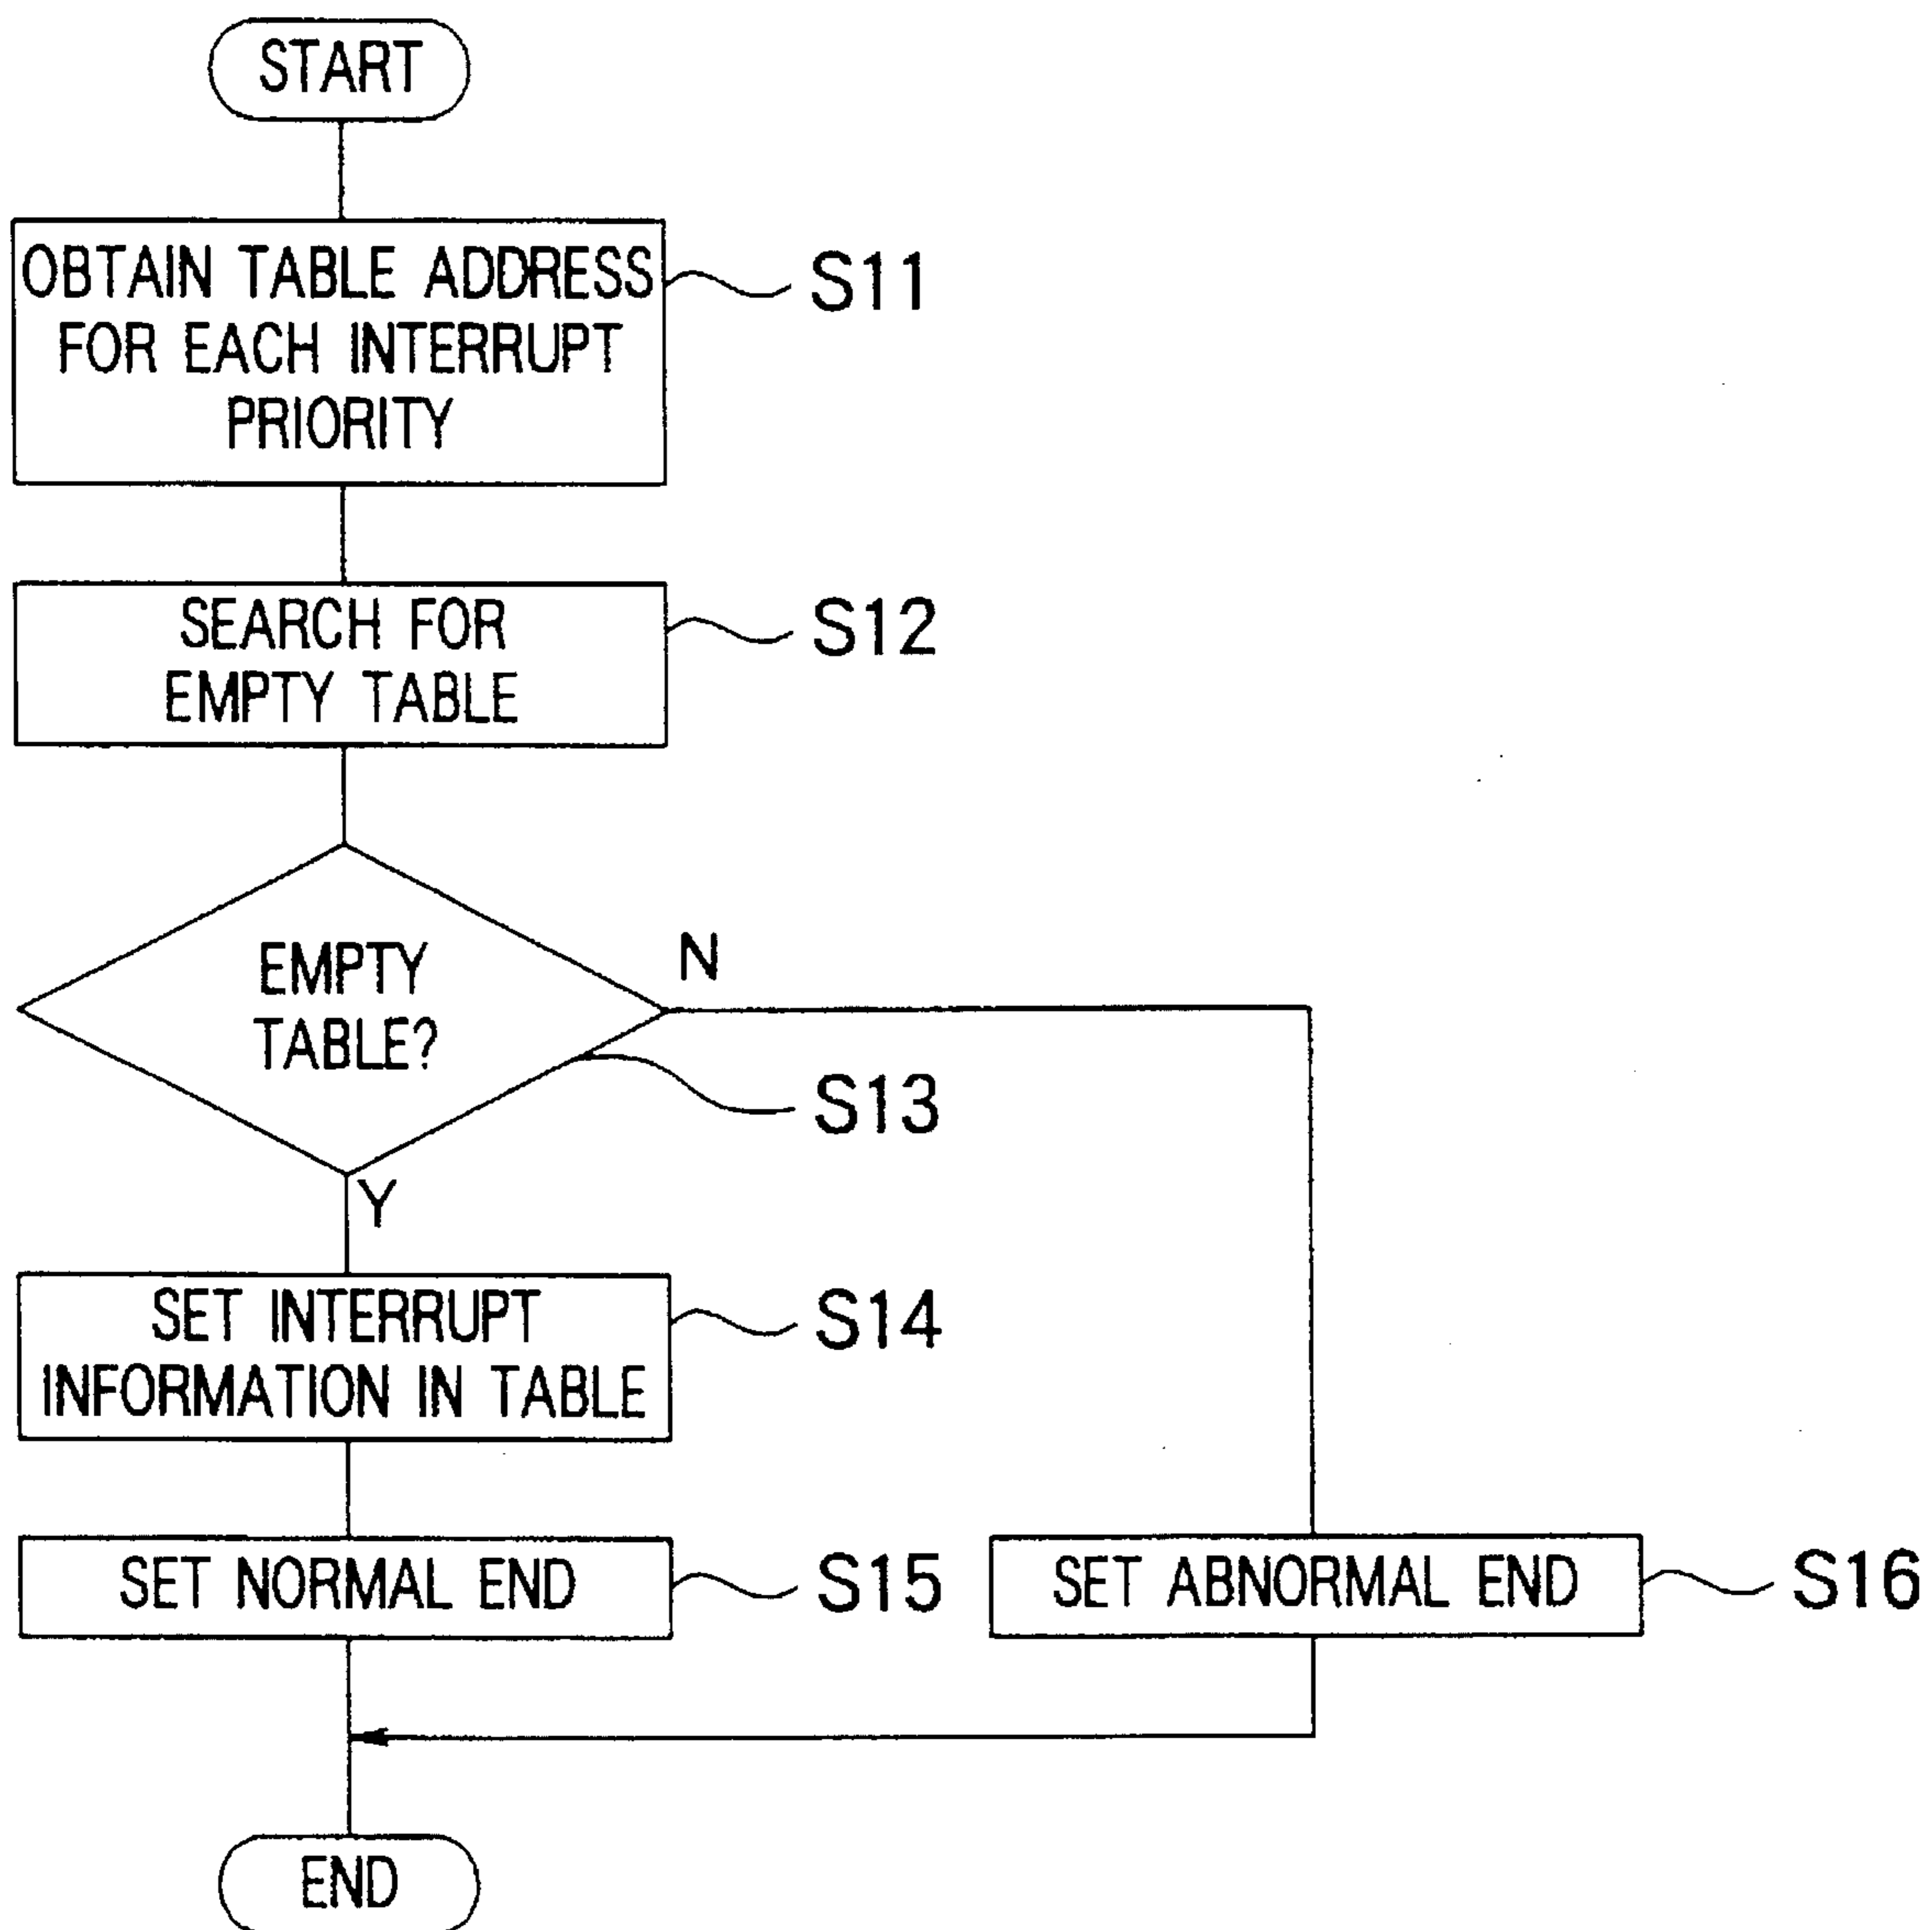 START
OBTAIN TABLE ADDRESS
FOR EACH INTERRUPT
PRIORITY
S11
SEARCH FOR
EMPTY TABLE
S12
EMPTY
TABLE?
N
S13
Y
SET INTERRUPT
INFORMATION IN TABLE
S14
SET NORMAL END
S15
SET ABNORMAL END
S16
END